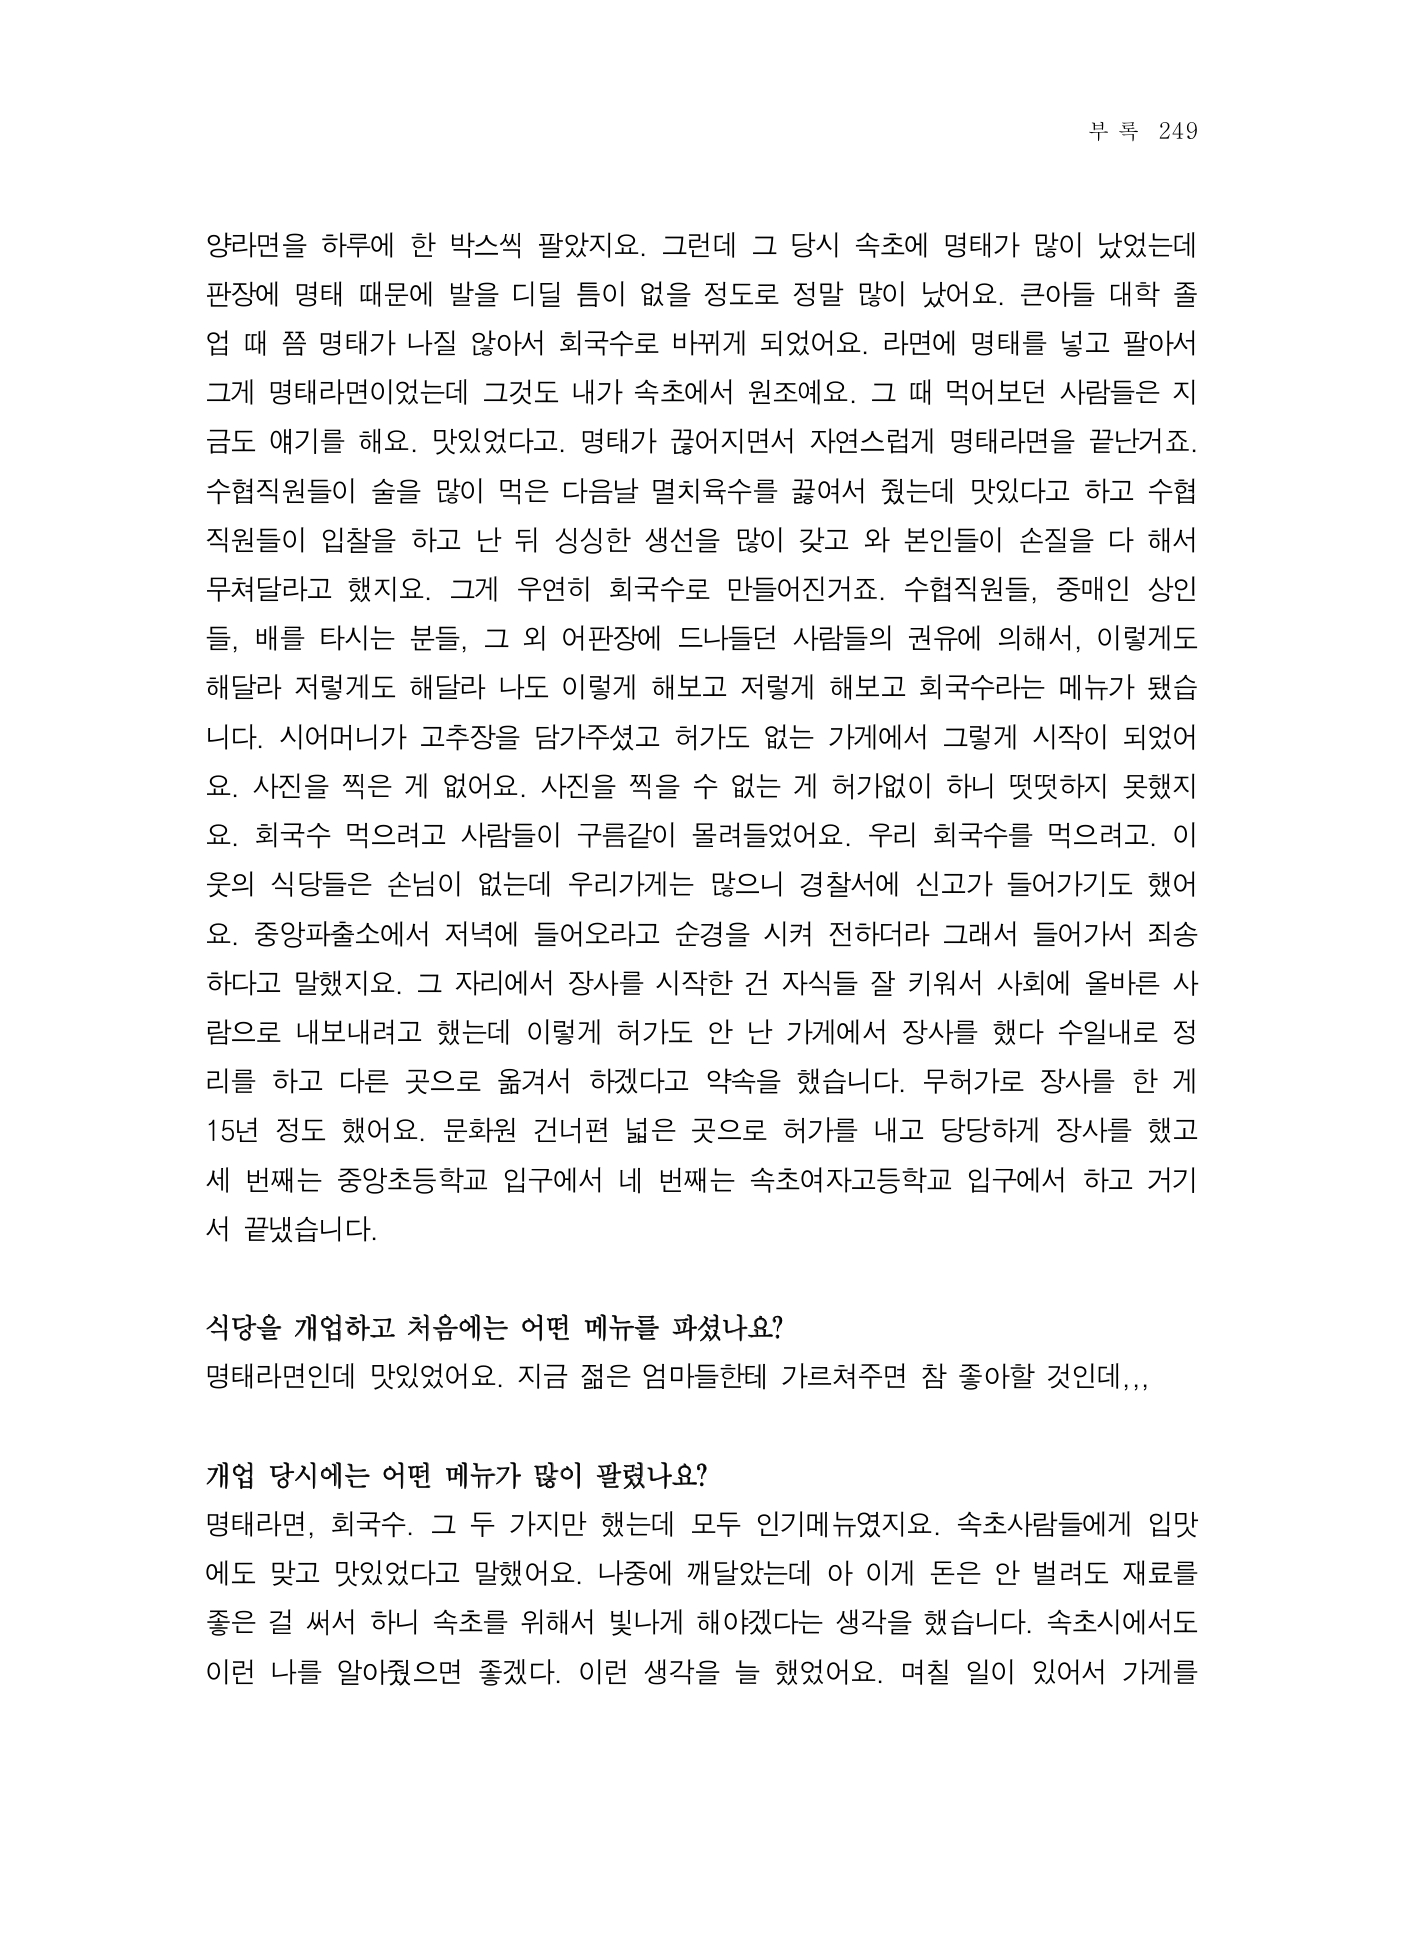 부 록 249
양라면을 하루에 한 박스씩 팔았지요. 그런데 그 당시 속초에 명태가 많이 났었는데
판장에 명태 때문에 발을 디딜 틈이 없을 정도로 정말 많이 났어요. 큰아들 대학 졸
업 때 쯤 명태가 나질 않아서 회국수로 바뀌게 되었어요. 라면에 명태를 넣고 팔아서
그게 명태라면이었는데 그것도 내가 속초에서 원조예요. 그 때 먹어보던 사람들은 지
금도 얘기를 해요. 맛있었다고. 명태가 끊어지면서 자연스럽게 명태라면을 끝난거죠.
수협직원들이 술을 많이 먹은 다음날 멸치육수를 끓여서 줬는데 맛있다고 하고 수협
직원들이 입찰을 하고 난 뒤 싱싱한 생선을 많이 갖고 와 본인들이 손질을 다 해서
무쳐달라고 했지요. 그게 우연히 회국수로 만들어진거죠. 수협직원들, 중매인 상인
들, 배를 타시는 분들, 그 외 어판장에 드나들던 사람들의 권유에 의해서, 이렇게도
해달라 저렇게도 해달라 나도 이렇게 해보고 저렇게 해보고 회국수라는 메뉴가 됐습
니다. 시어머니가 고추장을 담가주셨고 허가도 없는 가게에서 그렇게 시작이 되었어
요. 사진을 찍은 게 없어요. 사진을 찍을 수 없는 게 허가없이 하니 떳떳하지 못했지
요. 회국수 먹으려고 사람들이 구름같이 몰려들었어요. 우리 회국수를 먹으려고. 이
웃의 식당들은 손님이 없는데 우리가게는 많으니 경찰서에 신고가 들어가기도 했어
요. 중앙파출소에서 저녁에 들어오라고 순경을 시켜 전하더라 그래서 들어가서 죄송
하다고 말했지요. 그 자리에서 장사를 시작한 건 자식들 잘 키워서 사회에 올바른 사
람으로 내보내려고 했는데 이렇게 허가도 안 난 가게에서 장사를 했다 수일내로 정
리를 하고 다른 곳으로 옮겨서 하겠다고 약속을 했습니다. 무허가로 장사를 한 게
15년 정도 했어요. 문화원 건너편 넓은 곳으로 허가를 내고 당당하게 장사를 했고
세 번째는 중앙초등학교 입구에서 네 번째는 속초여자고등학교 입구에서 하고 거기
서 끝냈습니다.
식당을 개업하고 처음에는 어떤 메뉴를 파셨나요?
명태라면인데 맛있었어요. 지금 젊은 엄마들한테 가르쳐주면 참 좋아할 것인데,,,
개업 당시에는 어떤 메뉴가 많이 팔렸나요?
명태라면, 회국수. 그 두 가지만 했는데 모두 인기메뉴였지요. 속초사람들에게 입맛
에도 맞고 맛있었다고 말했어요. 나중에 깨달았는데 아 이게 돈은 안 벌려도 재료를
좋은 걸 써서 하니 속초를 위해서 빛나게 해야겠다는 생각을 했습니다. 속초시에서도
이런 나를 알아줬으면 좋겠다. 이런 생각을 늘 했었어요. 며칠 일이 있어서 가게를